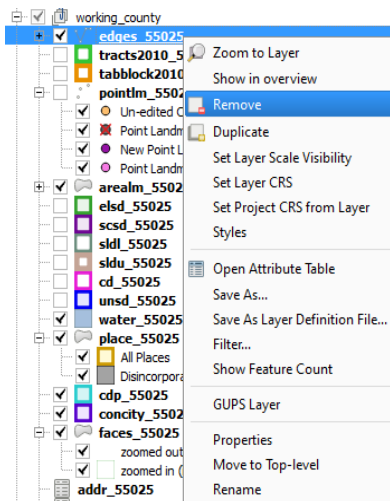 working_county
edges_55025
tracts2010_5
tabblock2010
pointlm_5502
Un-edited C
Point Landm
New Point L
Point Landm
arealm_5502
elsd_55025
scsd_55025
sldl_55025
sldu_55025
cd_55025
unsd_55025
water_55025
place_55025
All Places
Disincorpora
cdp_55025
concity_5502
faces_55025
zoomed out
zoomed in (
addr_55025
Zoom to Layer
Show in overview
Remove
Duplicate
Set Layer Scale Visibility
Set Layer CRS
Set Project CRS from Layer
Styles
Open Attribute Table
Save As...
Save As Layer Definition File...
Filter...
Show Feature Count
GUPS Layer
Properties
Move to Top-level
Rename